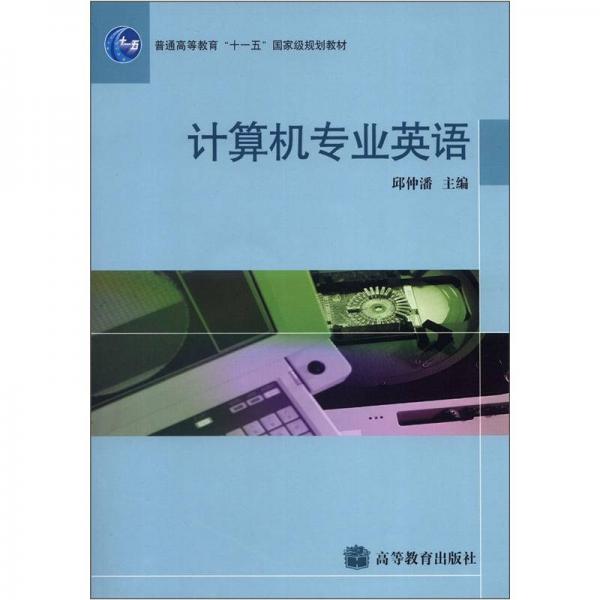 十一五
普通高等教育“十一五”国家级规划教材
计算机专业英语
邱仲潘 主编
高等教育出版社